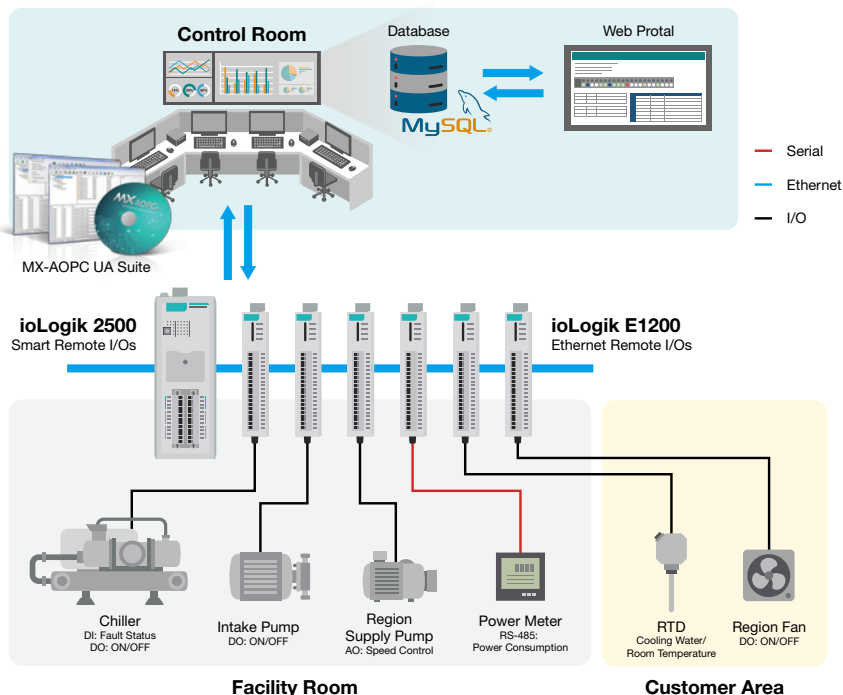 Control Room
Database
Web Protal
MySQL
Serial
Ethernet
I/O
MX-AOPC
MX-AOPC UA Suite
ioLogik 2500
Smart Remote I/Os
ioLogik E1200
Ethernet Remote I/Os
Chiller
DI: Fault Status
DO: ON/OFF
Intake Pump
DO: ON/OFF
Region
Supply Pump
AO: Speed Control
Power Meter
RS-485:
Power Consumption
RTD
Cooling Water/
Room Temperature
Region Fan
DO: ON/OFF
Facility Room
Customer Area